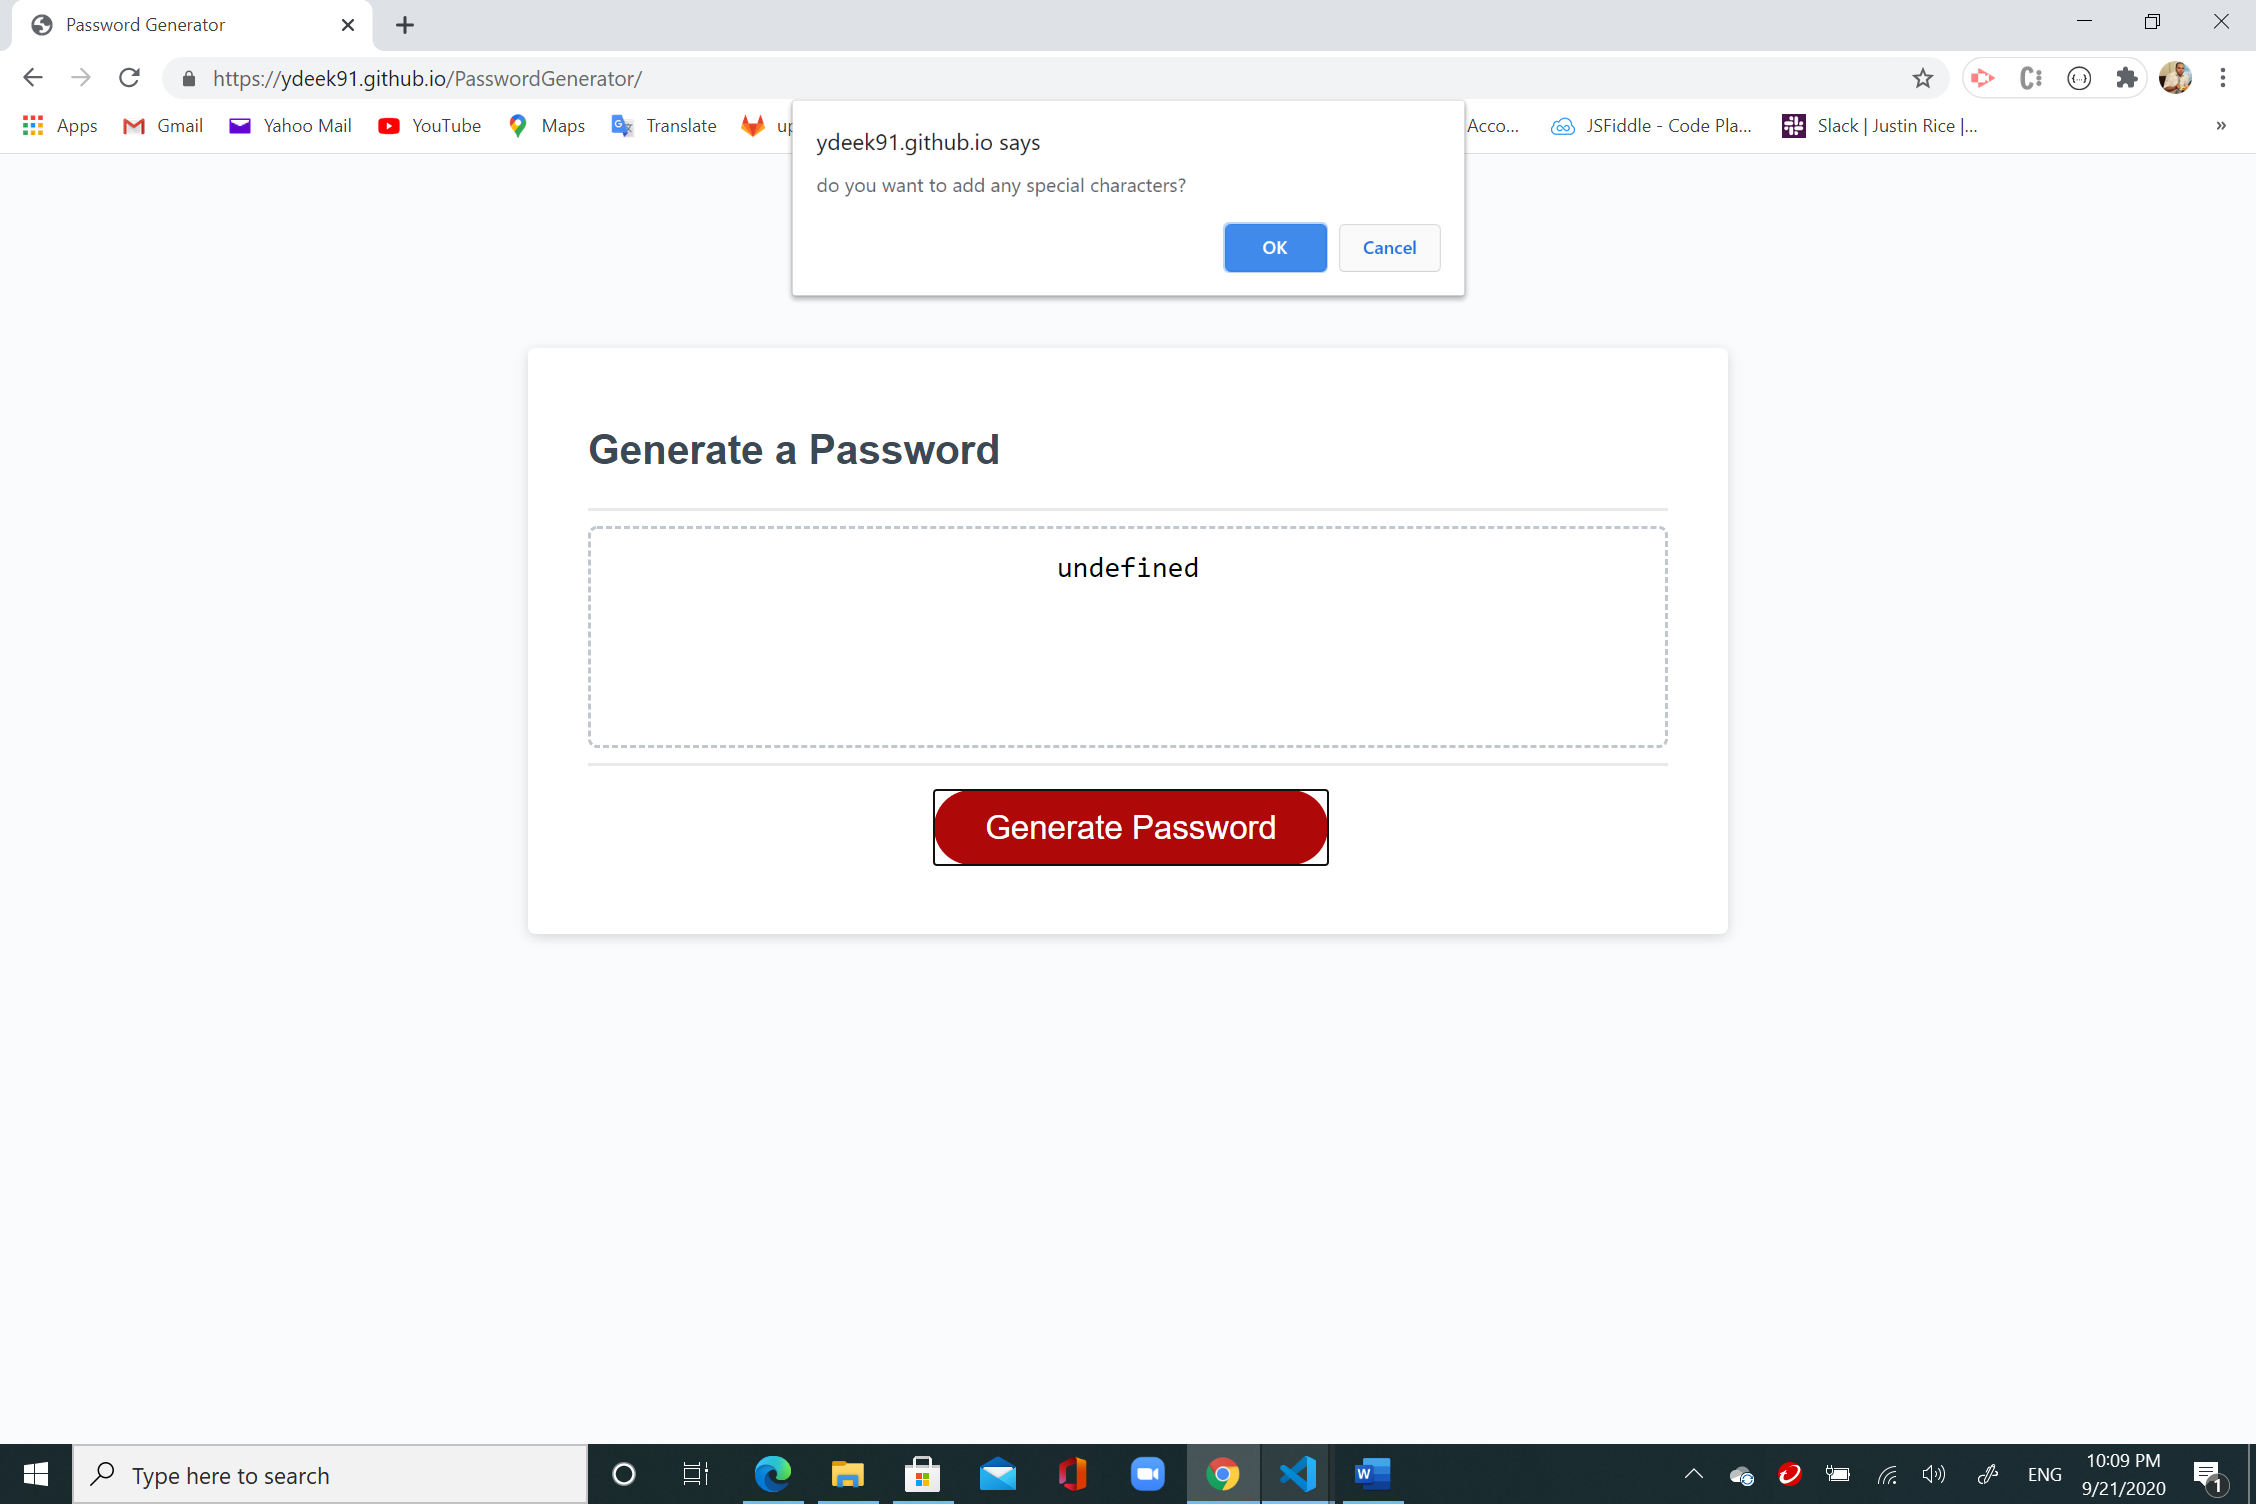 Password Generator
https://ydeek91.github.io/PasswordGenerator/
Apps Gmail Yahoo Mail YouTube Maps Translate up Acco... JSFiddle - Code Pla... Slack | Justin Rice |... »
ydeek91.github.io says
do you want to add any special characters?
OK Cancel
Generate a Password
undefined
Generate Password
Type here to search
ENG
10:09 PM
9/21/2020
1